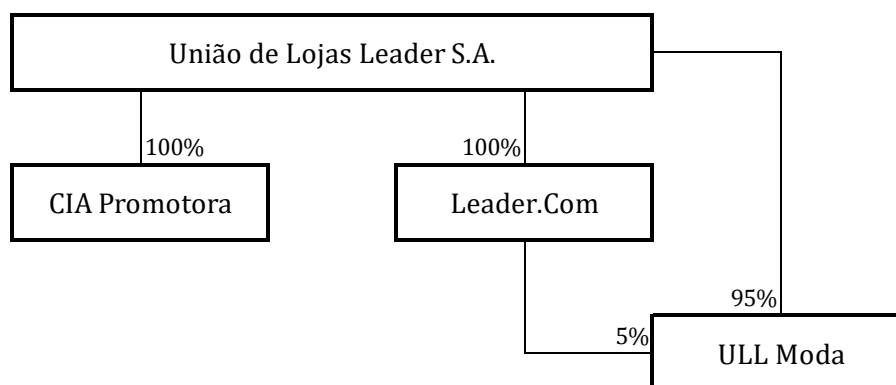 União de Lojas Leader S.A.
100%
100%
CIA Promotora
Leader.Com
95%
5%
ULL Moda